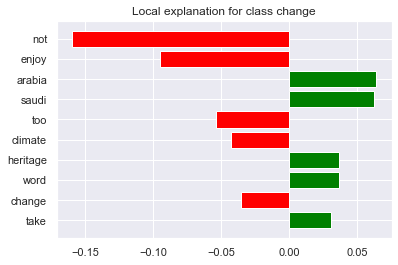 Local explanation for class change
not
enjoy
arabia
saudi
too
climate
heritage
word
change
take
−0.15 −0.10 −0.05 0.00 0.05